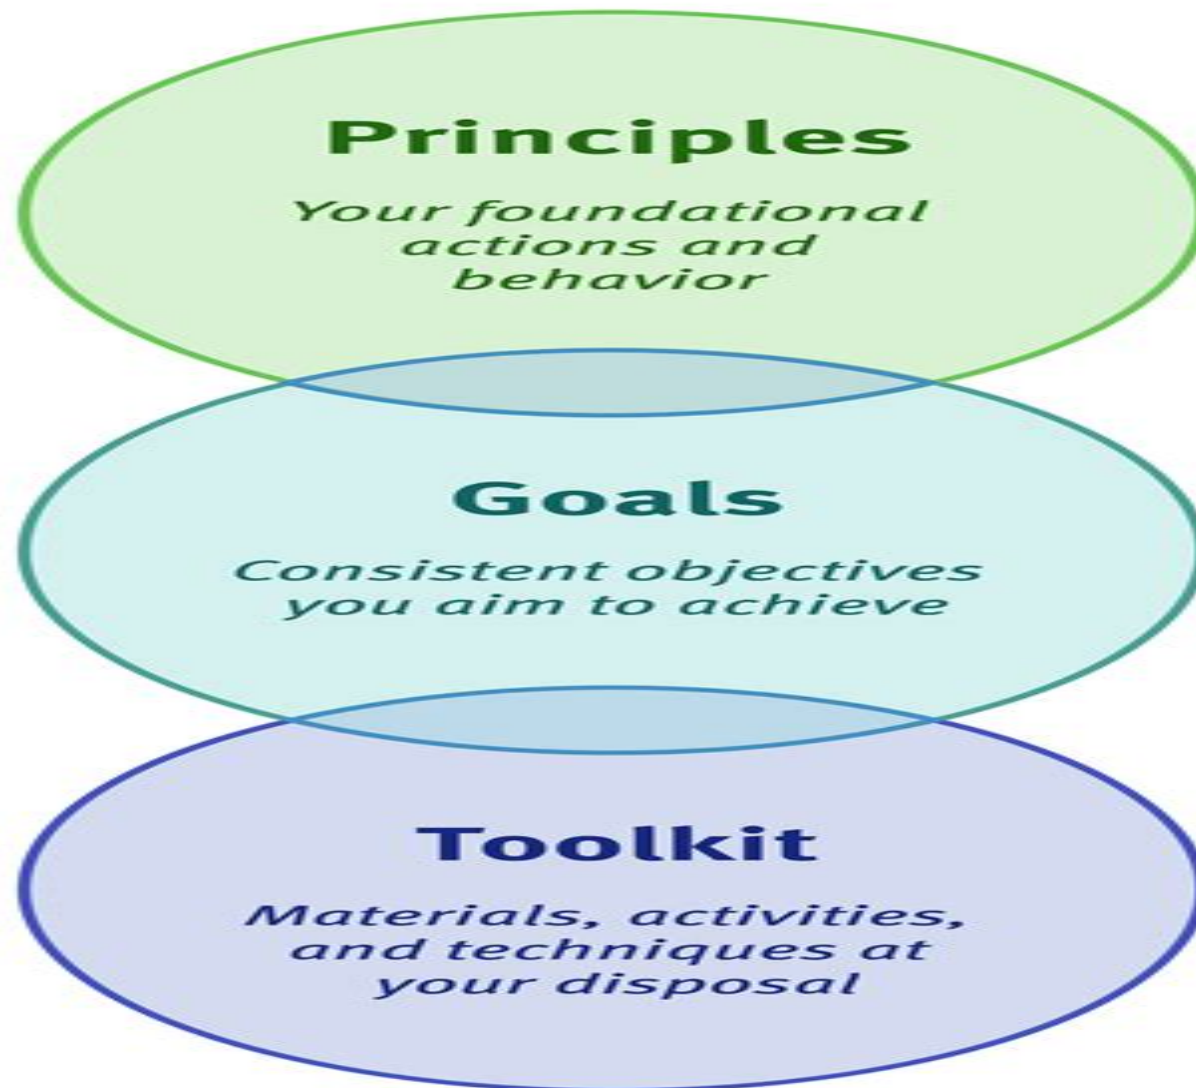 Principles
Your foundational
actions and
behavior
Goals
Consistent objectives
you aim to achieve
Toolkit
Materials, activities,
and techniques at
your disposal